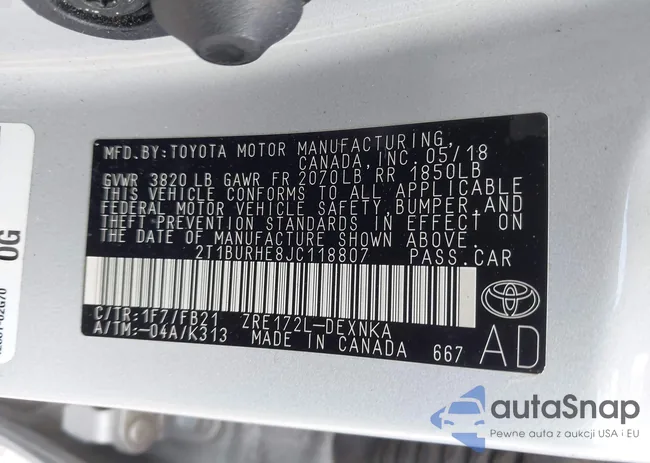 MFD. BY: TOYOTA MOTOR MANUFACTURING,
CANADA, INC. 05/18
GVWR 3820 LB GAWR FR 2070LB RR 1850LB
THIS VEHICLE CONFORMS TO ALL APPLICABLE
FEDERAL MOTOR VEHICLE SAFETY, BUMPER, AND
THEFT-PREVENTION STANDARDS IN EFFECT ON
THE DATE OF MANUFACTURE SHOWN ABOVE.
2T1BURHE8JC118807 PASS. CAR
C/TR: 1F7/FB21 ZRE172L-DEXNKA
A/TM: -04A/K313 MADE IN CANADA 667
AD
OG
autaSnap
Pewne auta z aukcji USA i EU